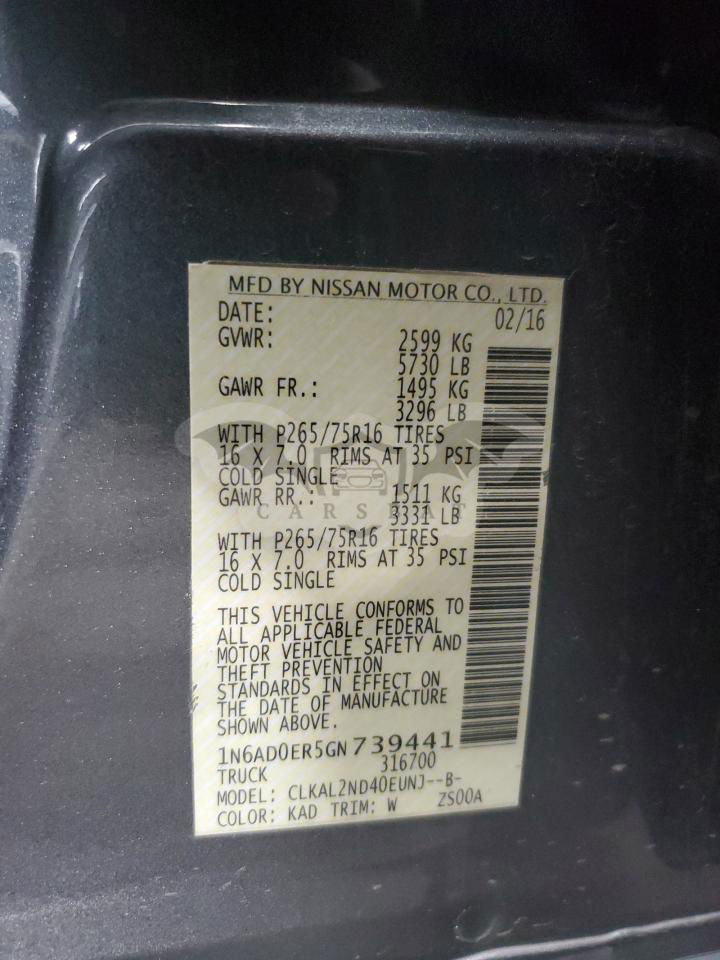 MFD BY NISSAN MOTOR CO., LTD.
DATE: 02/16
GVWR: 2599 KG
5730 LB
GAWR FR.: 1495 KG
3296 LB
WITH P265/75R16 TIRES
16 X 7.0 RIMS AT 35 PSI
COLD SINGLE
GAWR RR.: 1511 KG
CARSBAT
3331 LB
WITH P265/75R16 TIRES
16 X 7.0 RIMS AT 35 PSI
COLD SINGLE
THIS VEHICLE CONFORMS TO
ALL APPLICABLE FEDERAL
MOTOR VEHICLE SAFETY AND
THEFT PREVENTION
STANDARDS IN EFFECT ON
THE DATE OF MANUFACTURE
SHOWN ABOVE.
1N6AD0ER5GN739441
TRUCK 316700
MODEL: CLKAL2ND40EUNJ--B-
COLOR: KAD TRIM: W ZS00A